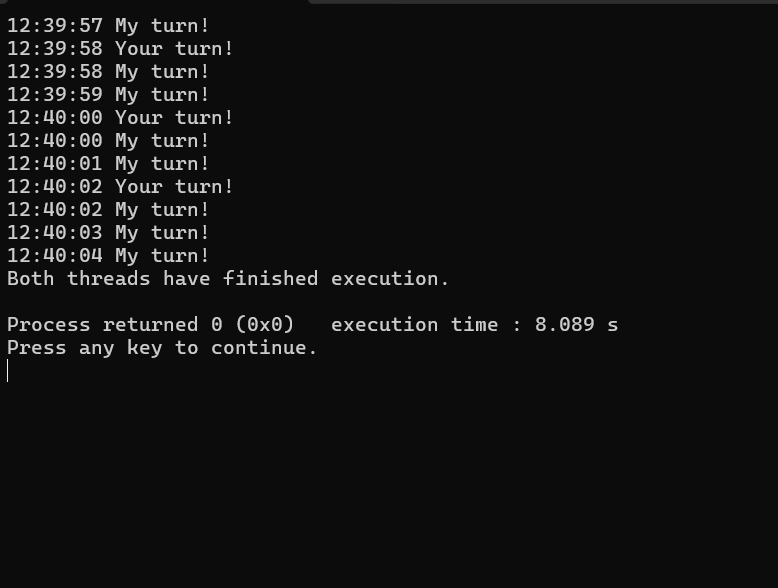 12:39:57 My turn!
12:39:58 Your turn!
12:39:58 My turn!
12:39:59 My turn!
12:40:00 Your turn!
12:40:00 My turn!
12:40:01 My turn!
12:40:02 Your turn!
12:40:02 My turn!
12:40:03 My turn!
12:40:04 My turn!
Both threads have finished execution.
Process returned 0 (0x0)   execution time : 8.089 s
Press any key to continue.